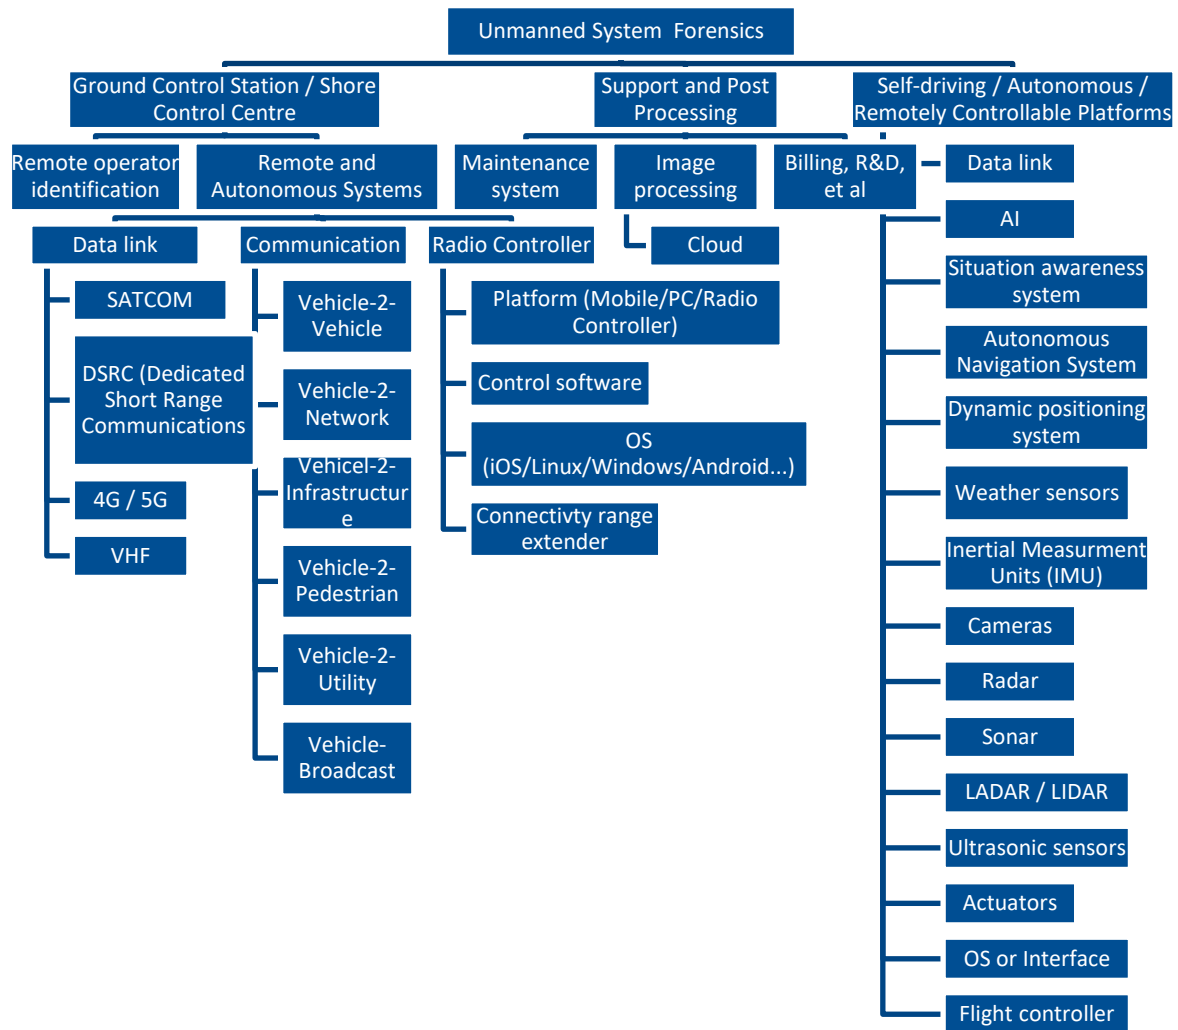 Unmanned System Forensics
Ground Control Station / Shore
Control Centre
Support and Post
Processing
Self-driving / Autonomous /
Remotely Controllable Platforms
Remote operator
identification
Remote and
Autonomous Systems
Maintenance
system
Image
processing
Billing, R&D,
et al
Data link
Communication
Radio Controller
Cloud
SATCOM
DSRC (Dedicated
Short Range
Communications
4G / 5G
VHF
Vehicle-2-
Vehicle
Vehicle-2-
Network
Vehicel-2-
Infrastructur
e
Vehicle-2-
Pedestrian
Vehicle-2-
Utility
Vehicle-
Broadcast
Platform (Mobile/PC/Radio
Controller)
Control software
OS
(iOS/Linux/Windows/Android...)
Connectivty range
extender
Data link
AI
Situation awareness
system
Autonomous
Navigation System
Dynamic positioning
system
Weather sensors
Inertial Measurment
Units (IMU)
Cameras
Radar
Sonar
LADAR / LIDAR
Ultrasonic sensors
Actuators
OS or Interface
Flight controller